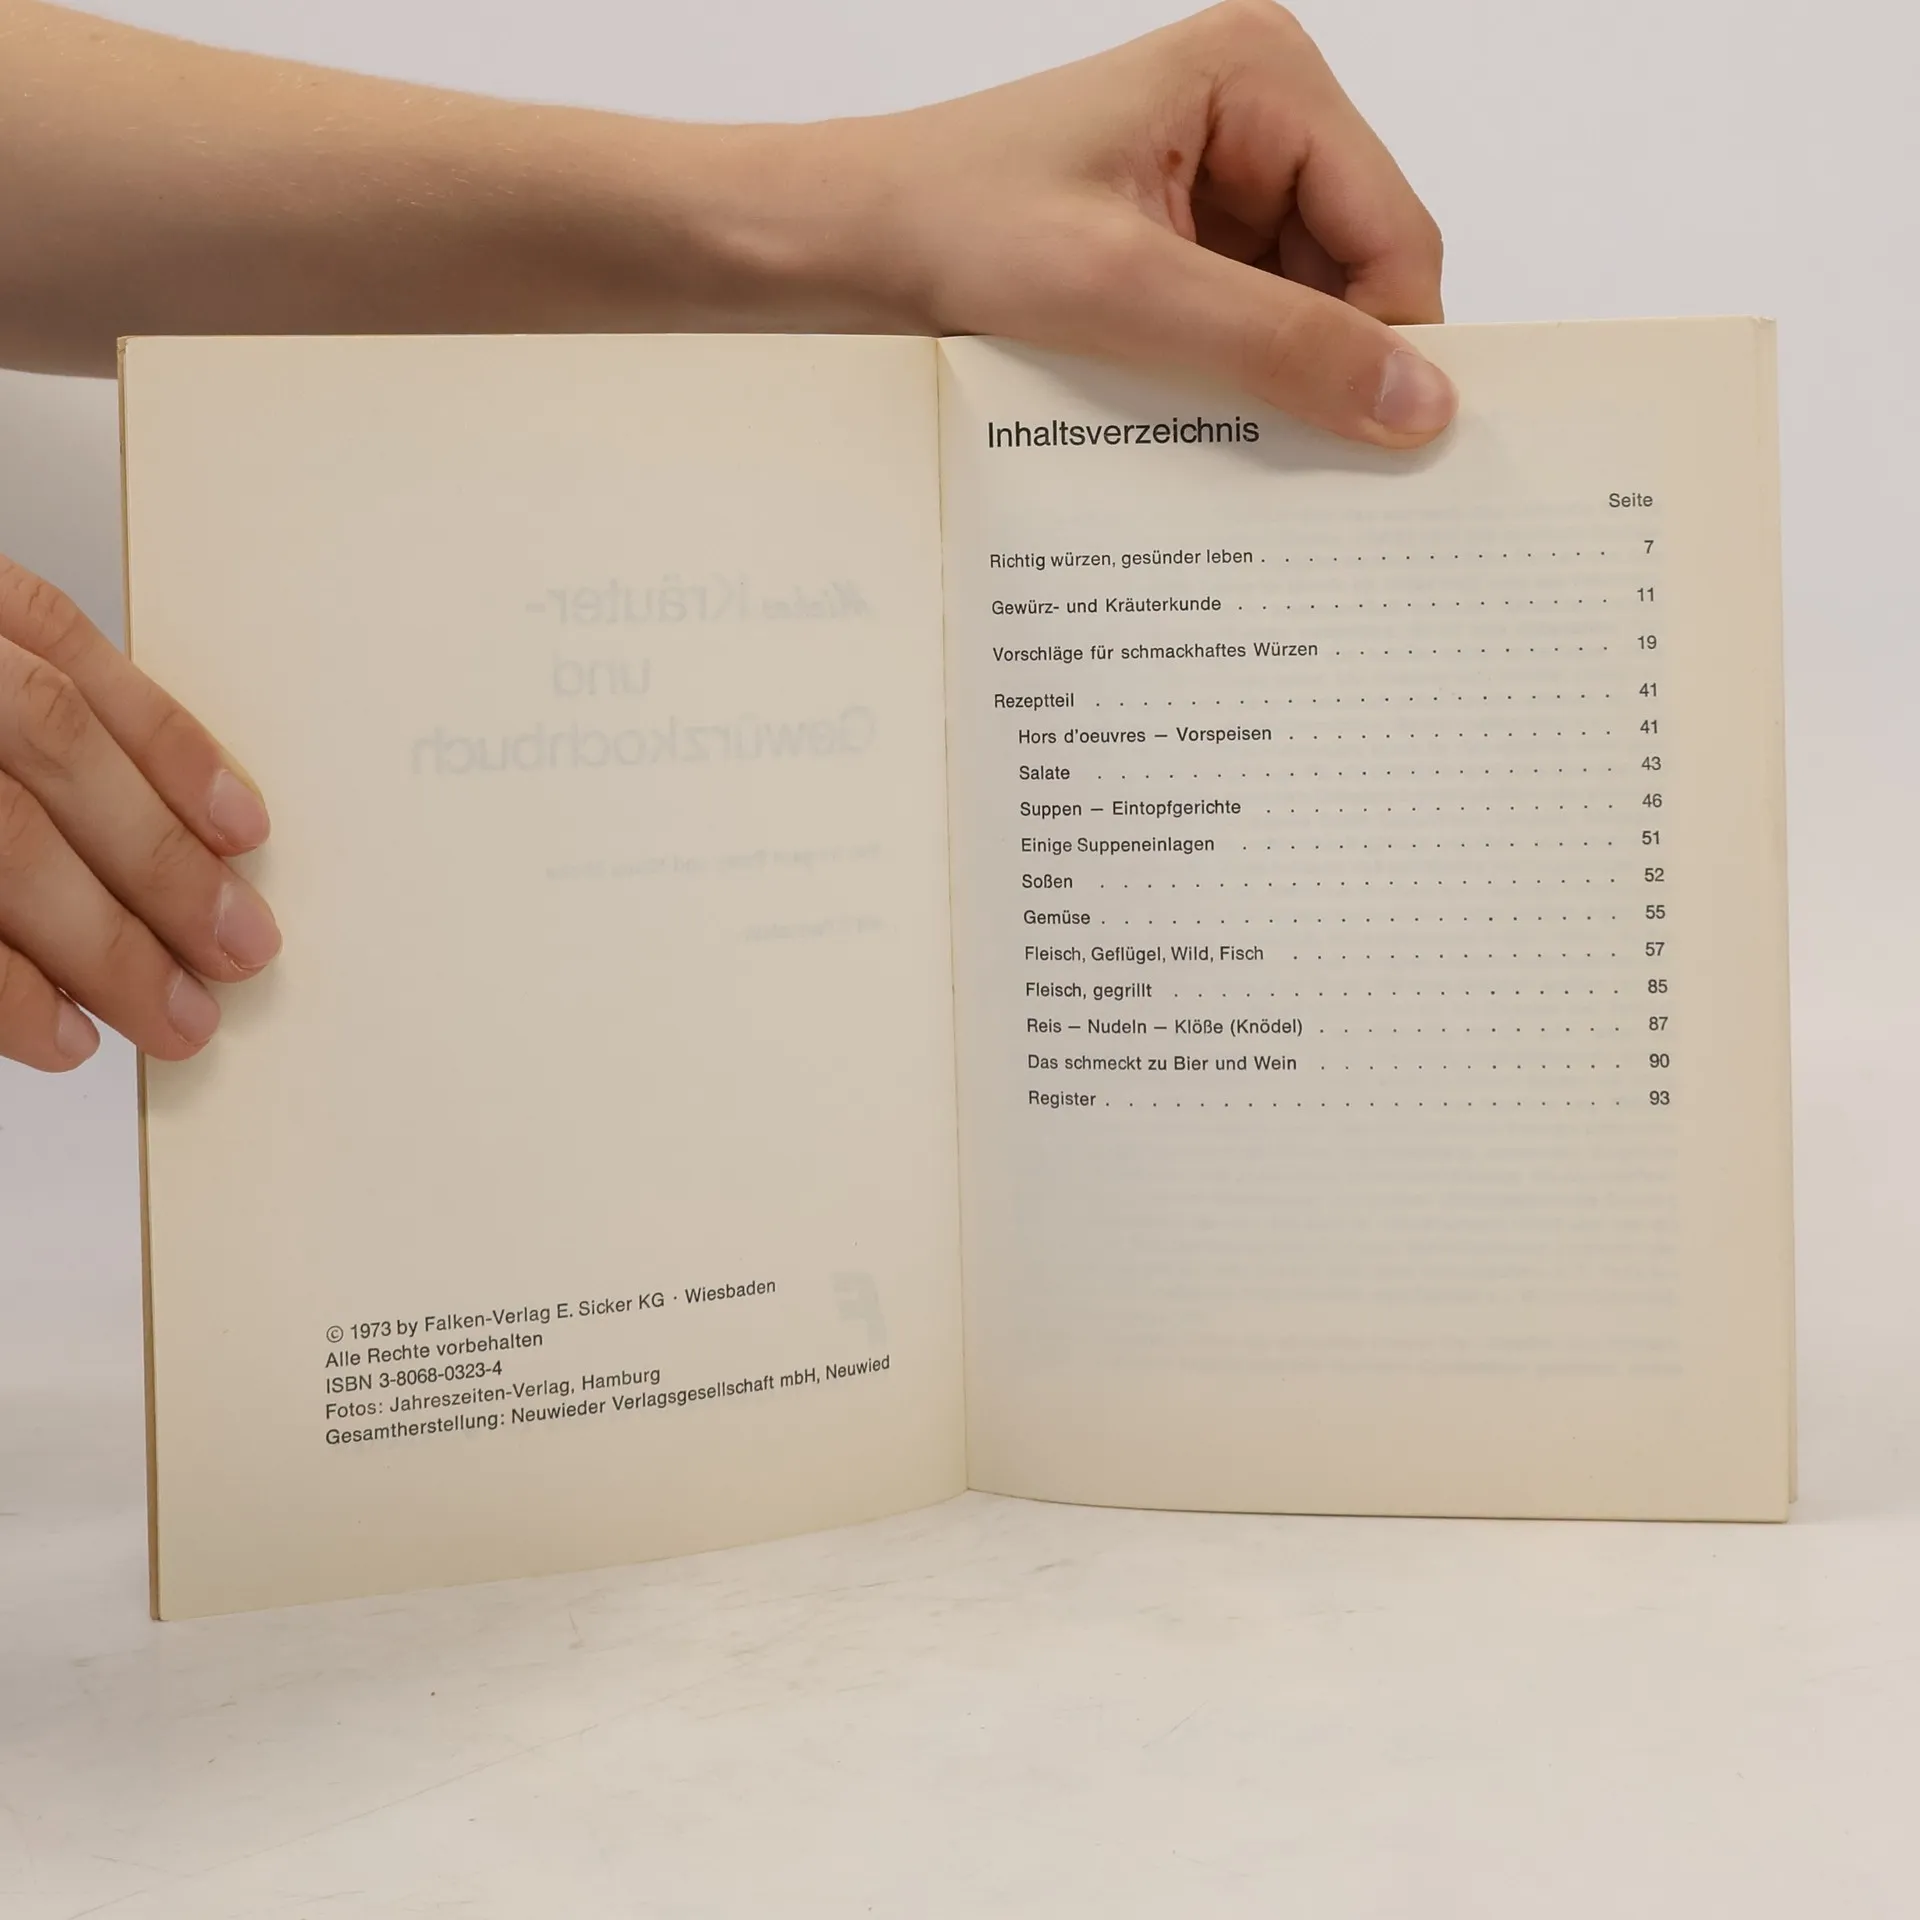 Kräuter-
und
Gewürzkochbuch
© 1973 by Falken-Verlag E. Sicker KG · Wiesbaden
Alle Rechte vorbehalten
ISBN 3-8068-0323-4
Fotos: Jahreszeiten-Verlag, Hamburg
Gesamtherstellung: Neuwieder Verlagsgesellschaft mbH, Neuwied
Inhaltsverzeichnis
Seite
Richtig würzen, gesünder leben . . . . . . . . . . . . . . . 7
Gewürz- und Kräuterkunde . . . . . . . . . . . . . . . . 11
Vorschläge für schmackhaftes Würzen . . . . . . . . . . . . 19
Rezeptteil . . . . . . . . . . . . . . . . . . . . . . 41
Hors d'oeuvres — Vorspeisen . . . . . . . . . . . . . . 41
Salate . . . . . . . . . . . . . . . . . . . . . . 43
Suppen — Eintopfgerichte . . . . . . . . . . . . . . . 46
Einige Suppeneinlagen . . . . . . . . . . . . . . . . 51
Soßen . . . . . . . . . . . . . . . . . . . . . . 52
Gemüse . . . . . . . . . . . . . . . . . . . . . . 55
Fleisch, Geflügel, Wild, Fisch . . . . . . . . . . . . . . 57
Fleisch, gegrillt . . . . . . . . . . . . . . . . . . . 85
Reis — Nudeln — Klöße (Knödel) . . . . . . . . . . . . . 87
Das schmeckt zu Bier und Wein . . . . . . . . . . . . . 90
Register . . . . . . . . . . . . . . . . . . . . . . 93